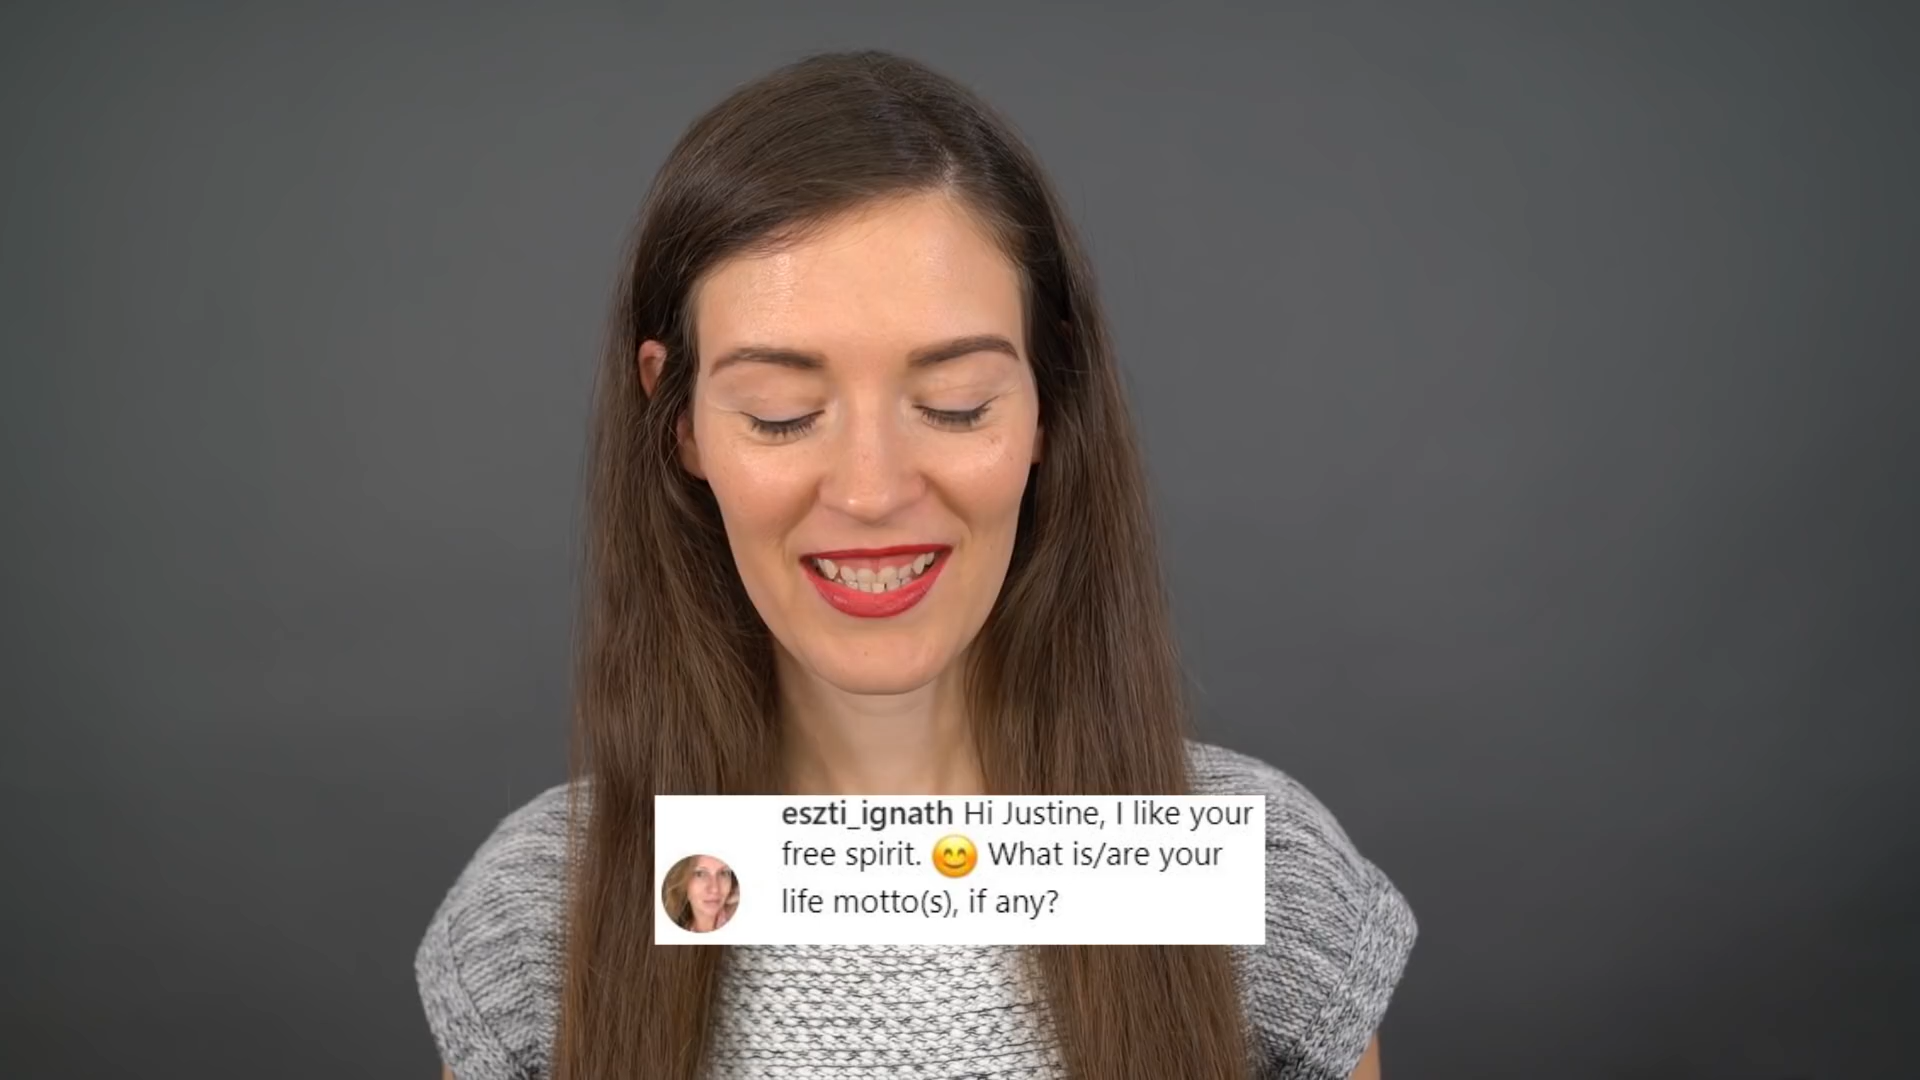 eszti_ignath Hi Justine, I like your
free spirit. 😊 What is/are your
life motto(s), if any?